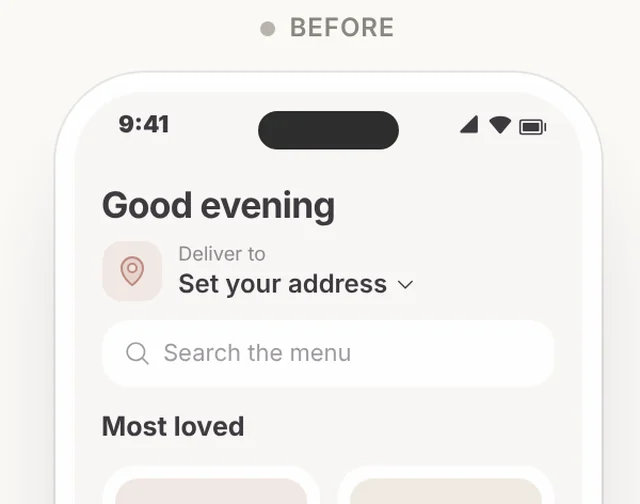 BEFORE
9:41
Good evening
Deliver to
Set your address
Search the menu
Most loved